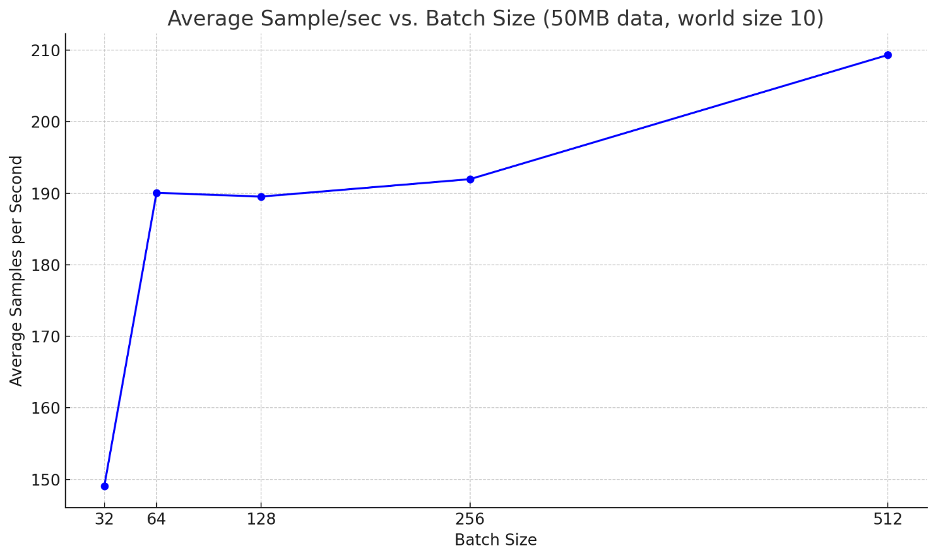 Average Sample/sec vs. Batch Size (50MB data, world size 10)
Average Samples per Second
210
200
190
180
170
160
150
32 64 128 256 512
Batch Size